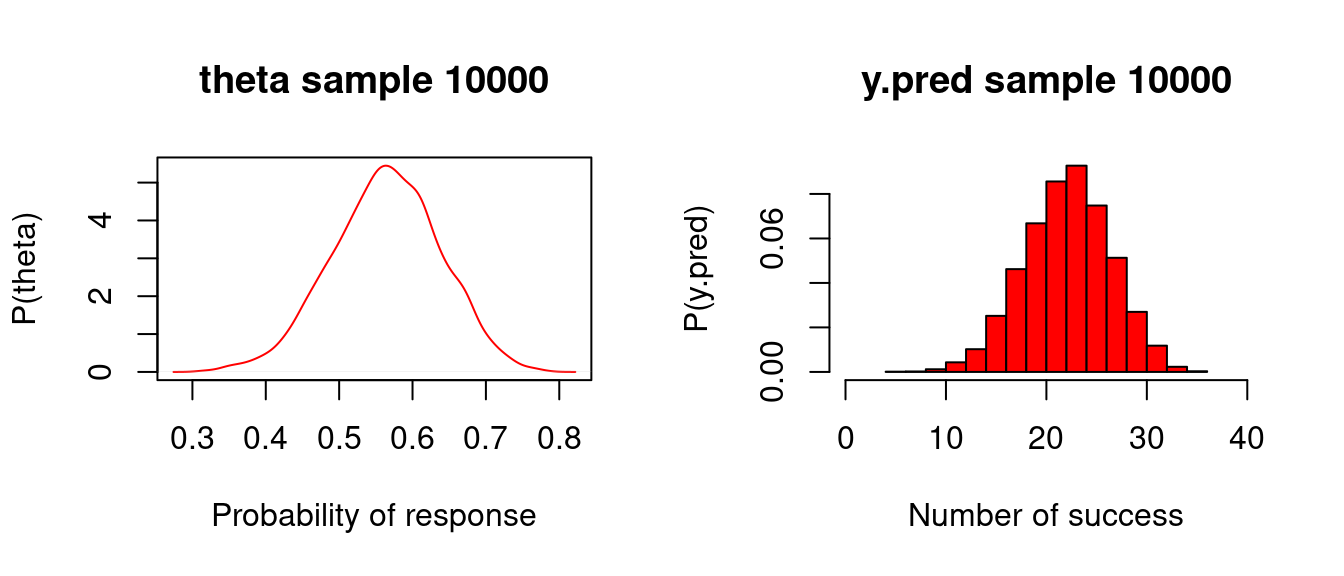 theta sample 10000
P(theta)
0 2 4
0.3 0.4 0.5 0.6 0.7 0.8
Probability of response
y.pred sample 10000
P(y.pred)
0.00 0.06
0 10 20 30 40
Number of success